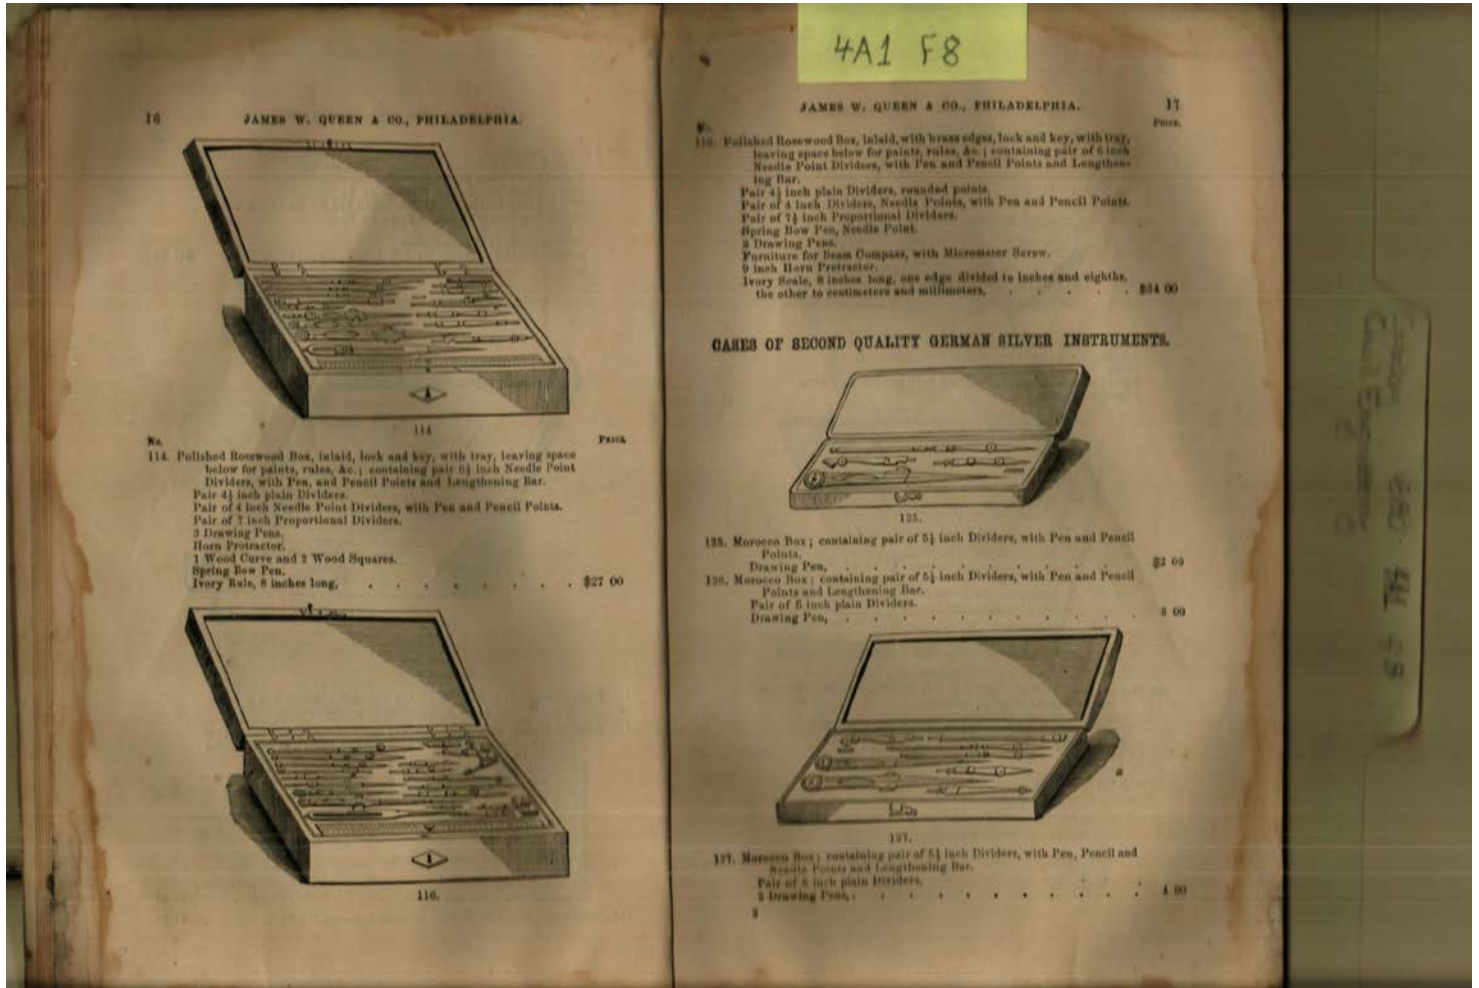 4A1 F8
16 JAMES W. QUEEN & CO., PHILADELPHIA.
114
No. PRICE.
114. Polished Rosewood Box, inlaid, lock and key, with tray, leaving space
below for paints, rules, &c.; containing pair 6½ inch Needle Point
Dividers, with Pen, and Pencil Points and Lengthening Bar.
Pair 4½ inch plain Dividers.
Pair of 4 inch Needle Point Dividers, with Pen and Pencil Points.
Pair of 7 inch Proportional Dividers.
3 Drawing Pens.
Horn Protractor.
1 Wood Curve and 2 Wood Squares.
Spring Bow Pen.
Ivory Rule, 8 inches long, . . . . . . . . $27 00
116.
JAMES W. QUEEN & CO., PHILADELPHIA. 17
No. PRICE.
116. Polished Rosewood Box, inlaid, with brass edges, lock and key, with tray,
leaving space below for paints, rules, &c.; containing pair of 6 inch
Needle Point Dividers, with Pen and Pencil Points and Lengthen-
ing Bar.
Pair 4½ inch plain Dividers, rounded points.
Pair of 4 inch Dividers, Needle Points, with Pen and Pencil Points.
Pair of 7½ inch Proportional Dividers.
Spring Bow Pen, Needle Point.
3 Drawing Pens.
Furniture for Beam Compass, with Micrometer Screw.
9 inch Horn Protractor.
Ivory Scale, 8 inches long, one edge divided to inches and eighths,
the other to centimeters and millimeters, . . . . . $34 00
CASES OF SECOND QUALITY GERMAN SILVER INSTRUMENTS.
125.
125. Morocco Box; containing pair of 5½ inch Dividers, with Pen and Pencil
Points.
Drawing Pen, . . . . . . . . . . $2 00
126. Morocco Box; containing pair of 5½ inch Dividers, with Pen and Pencil
Points and Lengthening Bar.
Pair of 5 inch plain Dividers.
Drawing Pen, . . . . . . . . . . 3 00
127.
127. Morocco Box; containing pair of 5½ inch Dividers, with Pen, Pencil and
Needle Points and Lengthening Bar.
Pair of 5 inch plain Dividers.
2 Drawing Pens, . . . . . . . . . 4 00